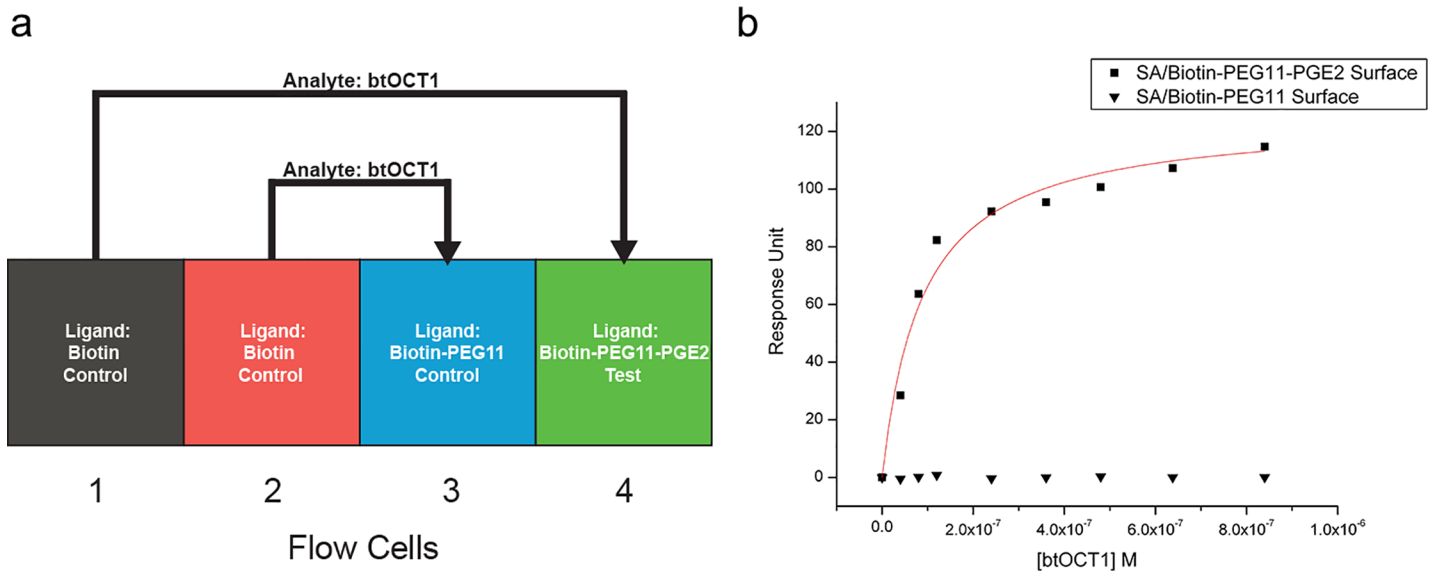 a
Analyte: btOCT1
Analyte: btOCT1
Ligand:
Biotin
Control
Ligand:
Biotin
Control
Ligand:
Biotin-PEG11
Control
Ligand:
Biotin-PEG11-PGE2
Test
1
2
3
4
Flow Cells
b
SA/Biotin-PEG11-PGE2 Surface
SA/Biotin-PEG11 Surface
Response Unit
120
100
80
60
40
20
0
0.0
2.0x10⁻⁷
4.0x10⁻⁷
6.0x10⁻⁷
8.0x10⁻⁷
1.0x10⁻⁶
[btOCT1] M